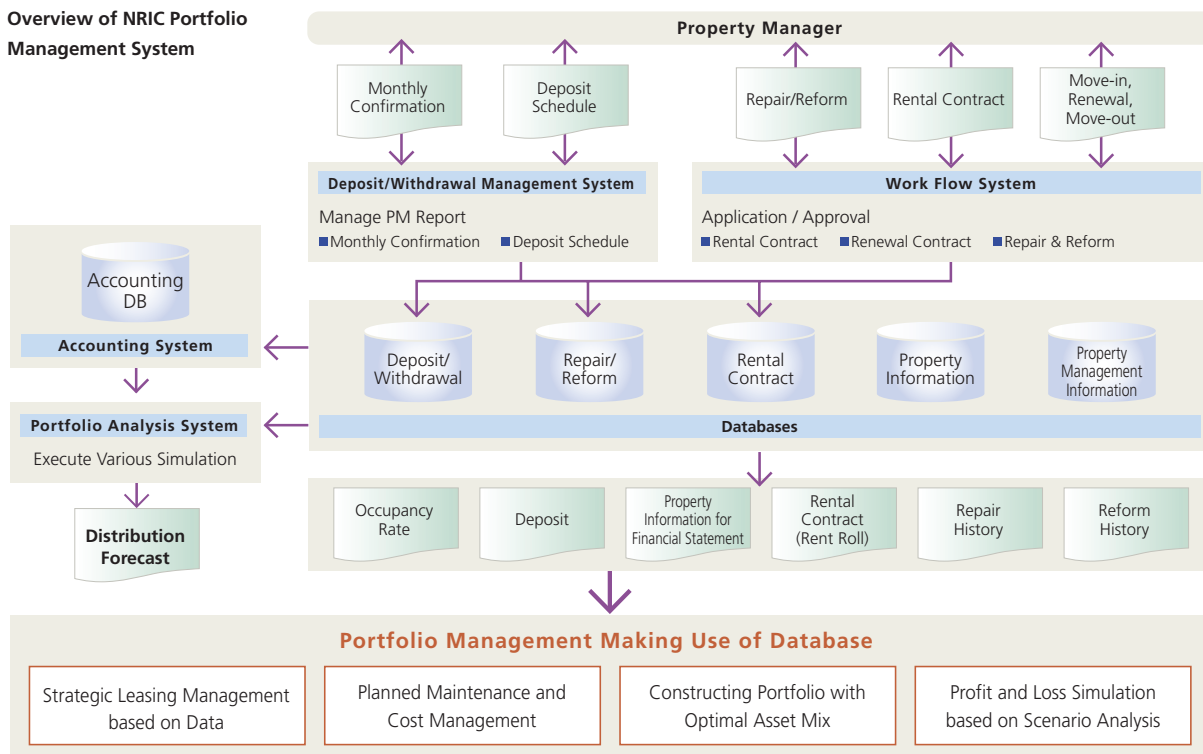 Overview of NRIC Portfolio
Management System
Property Manager
Monthly
Confirmation
Deposit
Schedule
Repair/Reform
Rental Contract
Move-in,
Renewal,
Move-out
Deposit/Withdrawal Management System
Manage PM Report
Monthly Confirmation
Deposit Schedule
Work Flow System
Application / Approval
Rental Contract
Renewal Contract
Repair & Reform
Accounting
DB
Accounting System
Deposit/
Withdrawal
Repair/
Reform
Rental
Contract
Property
Information
Property
Management
Information
Databases
Portfolio Analysis System
Execute Various Simulation
Distribution
Forecast
Occupancy
Rate
Deposit
Property
Information for
Financial Statement
Rental
Contract
(Rent Roll)
Repair
History
Reform
History
Portfolio Management Making Use of Database
Strategic Leasing Management
based on Data
Planned Maintenance and
Cost Management
Constructing Portfolio with
Optimal Asset Mix
Profit and Loss Simulation
based on Scenario Analysis